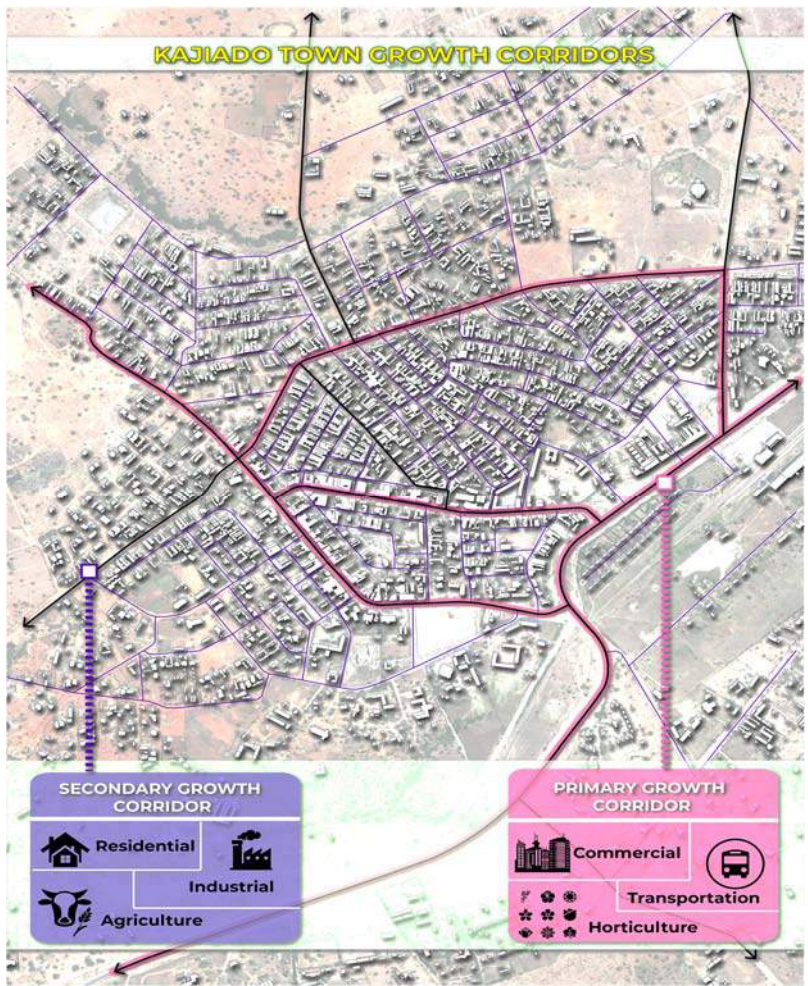 KAJIADO TOWN GROWTH CORRIDORS
SECONDARY GROWTH
CORRIDOR
Residential
Industrial
Agriculture
PRIMARY GROWTH
CORRIDOR
Commercial
Transportation
Horticulture